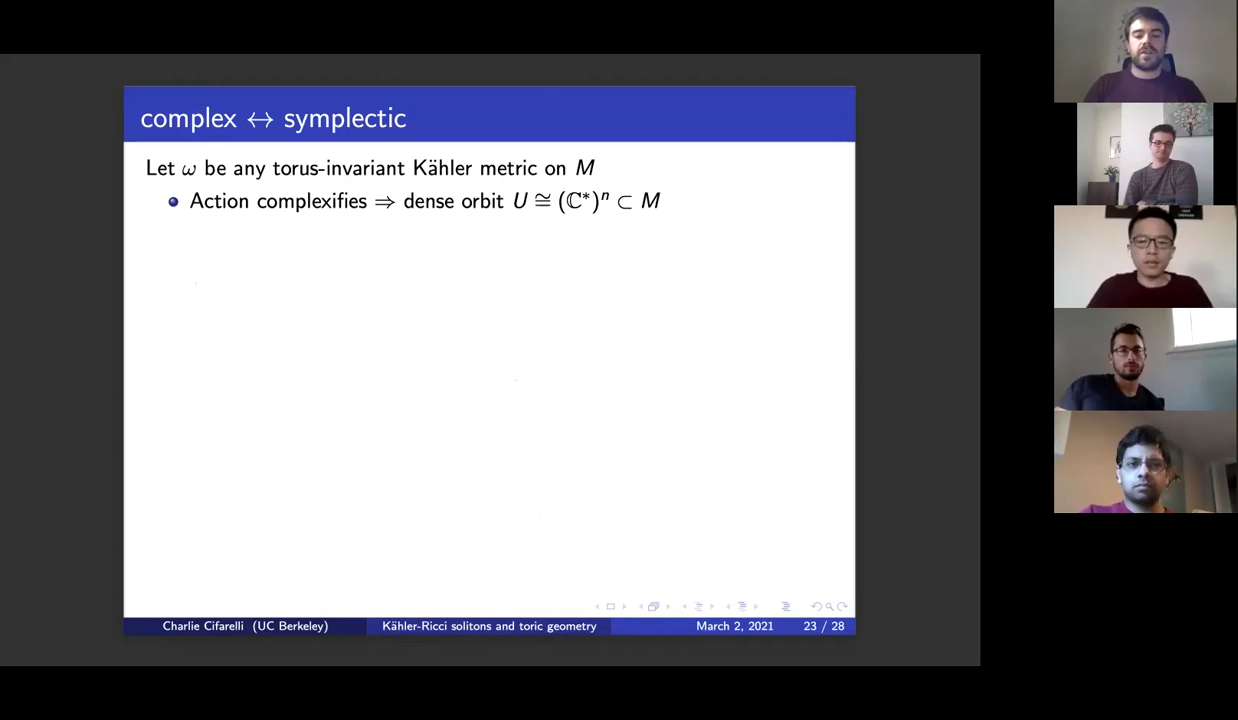 complex ↔ symplectic
Let ω be any torus-invariant Kähler metric on M
Action complexifies ⇒ dense orbit U ≅ (ℂ*)ⁿ ⊂ M
Charlie Cifarelli (UC Berkeley)
Kähler-Ricci solitons and toric geometry
March 2, 2021
23 / 28